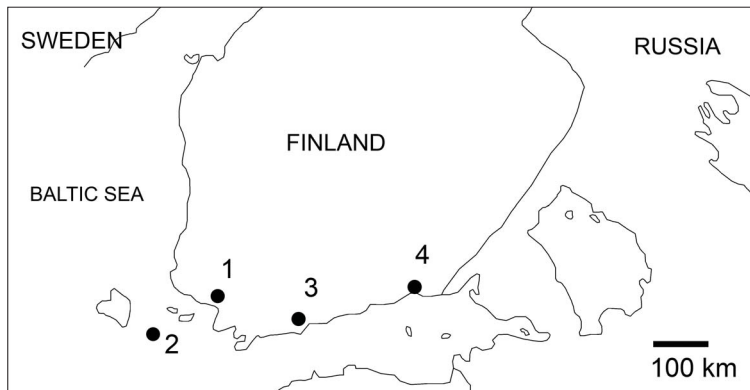 SWEDEN
RUSSIA
FINLAND
BALTIC SEA
1
4
3
2
100 km